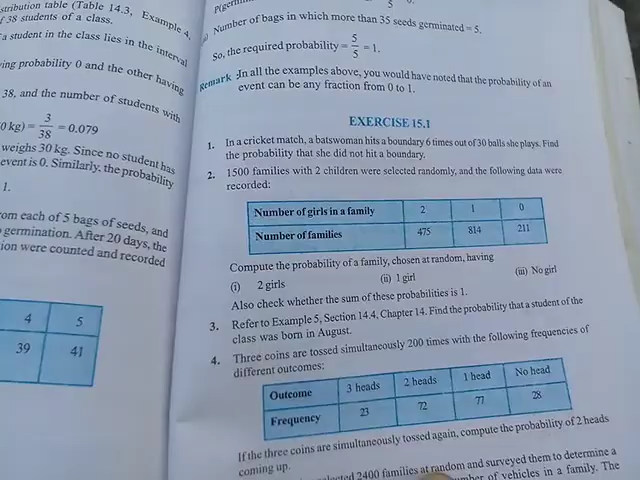 stribution table (Table 14.3, Example 4,
f 38 students of a class.
a student in the class lies in the interval
ing probability 0 and the other having
38, and the number of students with
0 kg) = 3/38 = 0.079
weighs 30 kg. Since no student has
event is 0. Similarly, the probability
1.
om each of 5 bags of seeds, and
germination. After 20 days, the
ion were counted and recorded
4 5
39 41
Number of bags in which more than 35 seeds germinated = 5.
So, the required probability = 5/5 = 1.
Remark : In all the examples above, you would have noted that the probability of an
event can be any fraction from 0 to 1.
EXERCISE 15.1
1. In a cricket match, a batswoman hits a boundary 6 times out of 30 balls she plays. Find
the probability that she did not hit a boundary.
2. 1500 families with 2 children were selected randomly, and the following data were
recorded:
Number of girls in a family 2 1 0
Number of families 475 814 211
Compute the probability of a family, chosen at random, having
(i) 2 girls (ii) 1 girl (iii) No girl
Also check whether the sum of these probabilities is 1.
3. Refer to Example 5, Section 14.4, Chapter 14. Find the probability that a student of the
class was born in August.
4. Three coins are tossed simultaneously 200 times with the following frequencies of
different outcomes:
Outcome 3 heads 2 heads 1 head No head
Frequency 23 72 77 28
If the three coins are simultaneously tossed again, compute the probability of 2 heads
coming up.
2400 families at random and surveyed them to determine a
of vehicles in a family. The